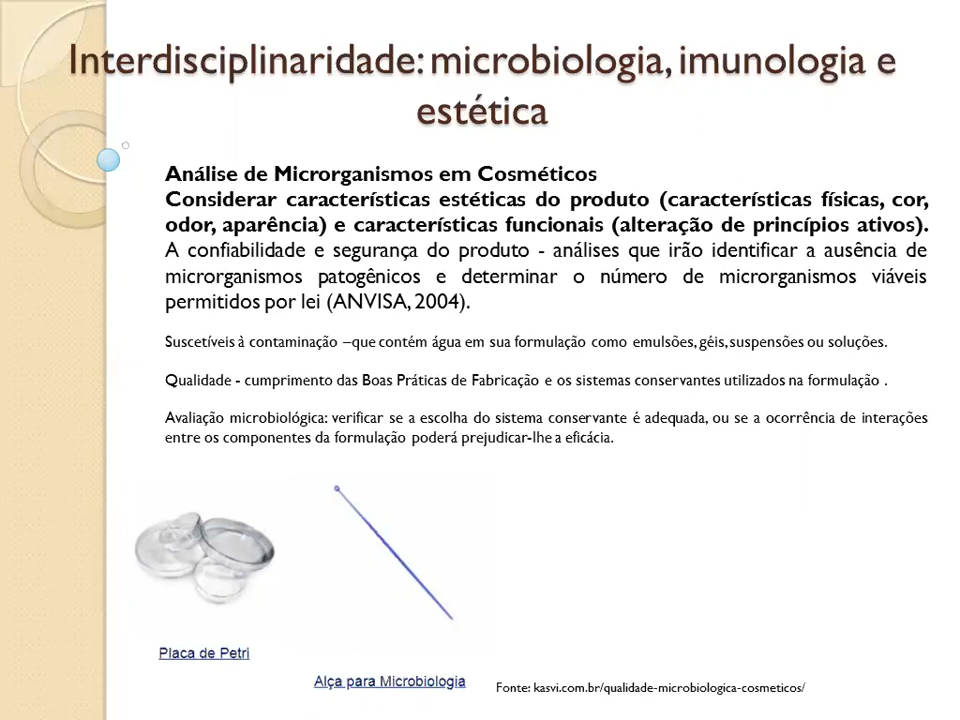 Interdisciplinaridade: microbiologia, imunologia e
estética
Análise de Microrganismos em Cosméticos
Considerar características estéticas do produto (características físicas, cor,
odor, aparência) e características funcionais (alteração de princípios ativos).
A confiabilidade e segurança do produto - análises que irão identificar a ausência de
microrganismos patogênicos e determinar o número de microrganismos viáveis
permitidos por lei (ANVISA, 2004).
Suscetíveis à contaminação –que contém água em sua formulação como emulsões, géis, suspensões ou soluções.
Qualidade - cumprimento das Boas Práticas de Fabricação e os sistemas conservantes utilizados na formulação .
Avaliação microbiológica: verificar se a escolha do sistema conservante é adequada, ou se a ocorrência de interações
entre os componentes da formulação poderá prejudicar-lhe a eficácia.
Placa de Petri
Alça para Microbiologia
Fonte: kasvi.com.br/qualidade-microbiologica-cosmeticos/